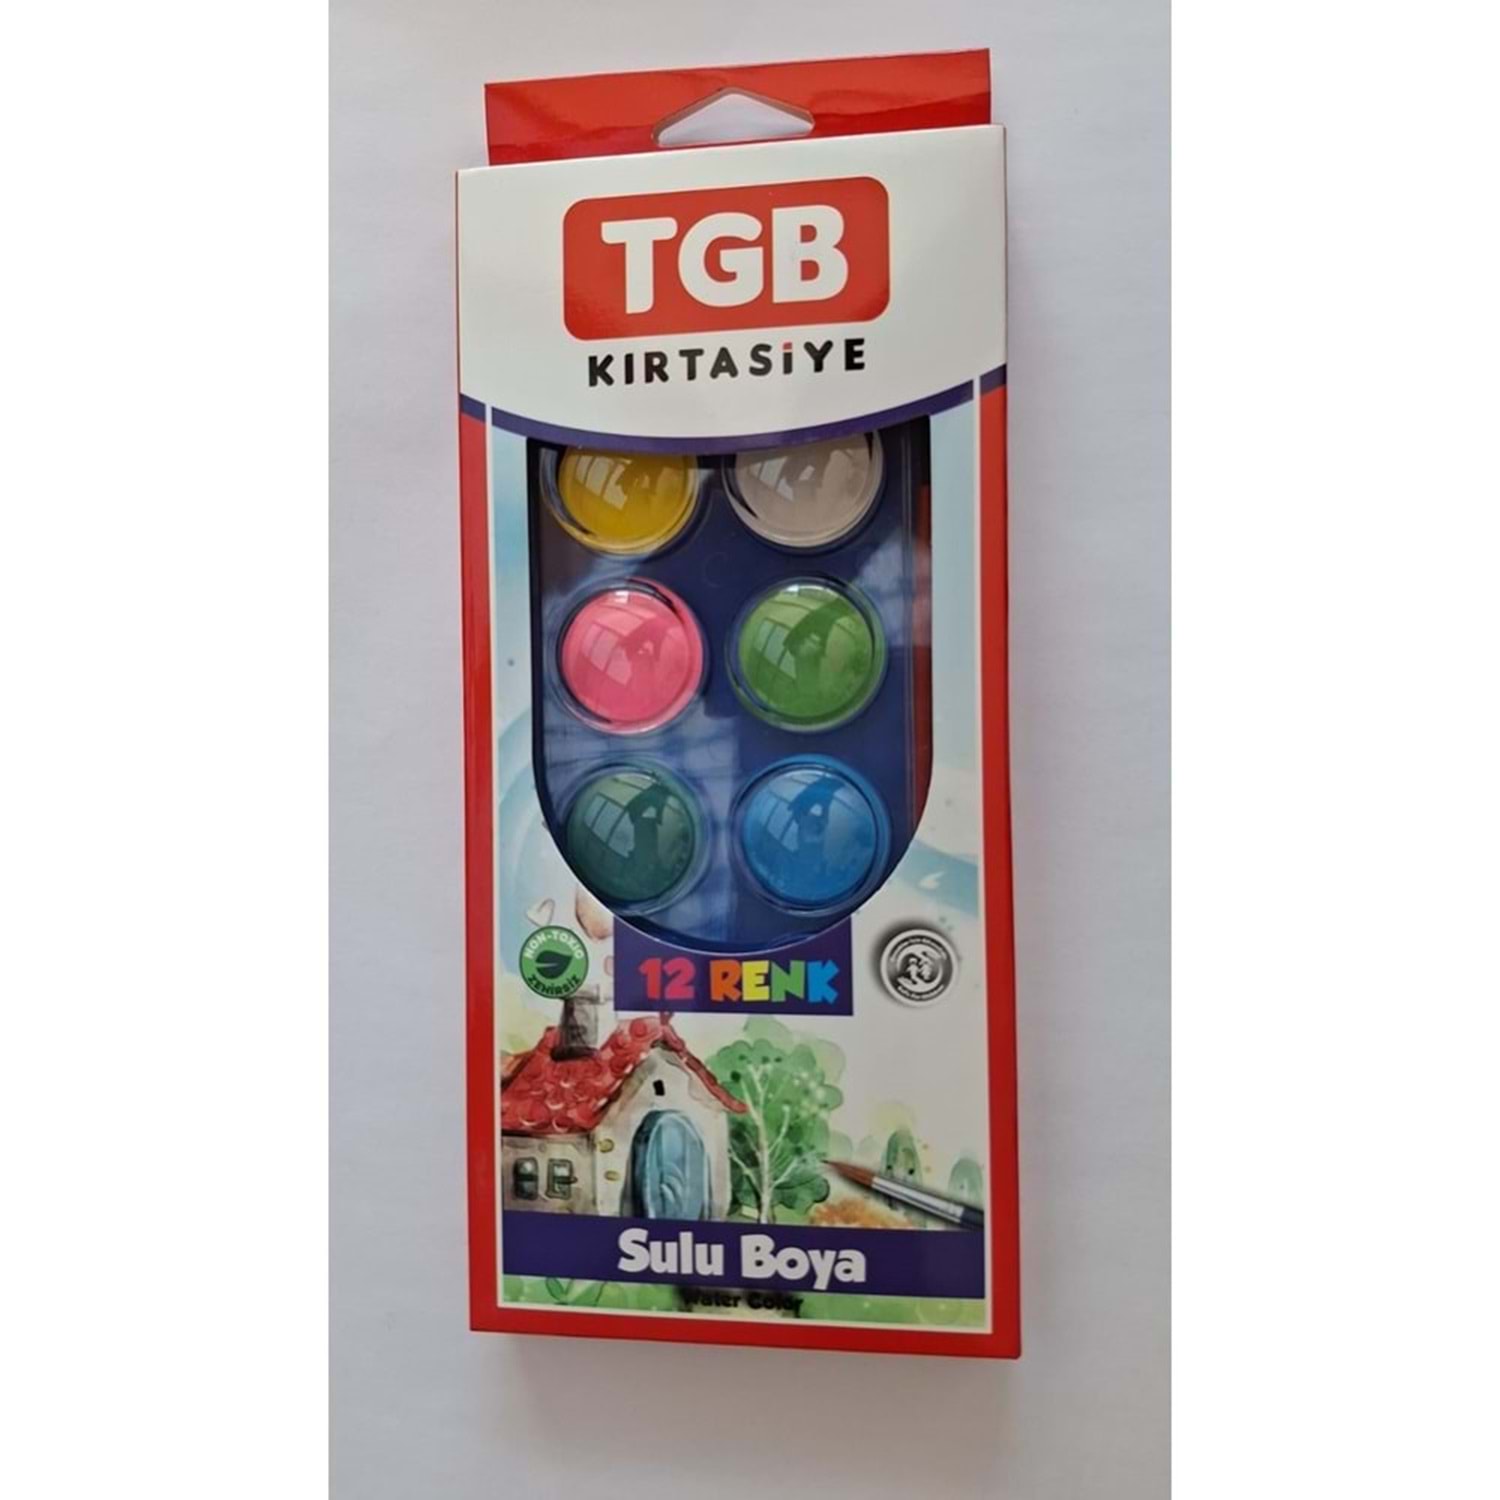 TGB
KIRTASİYE
NON-TOXIC
ZEHİRSİZ
12 RENK
Sulu Boya
Water Color